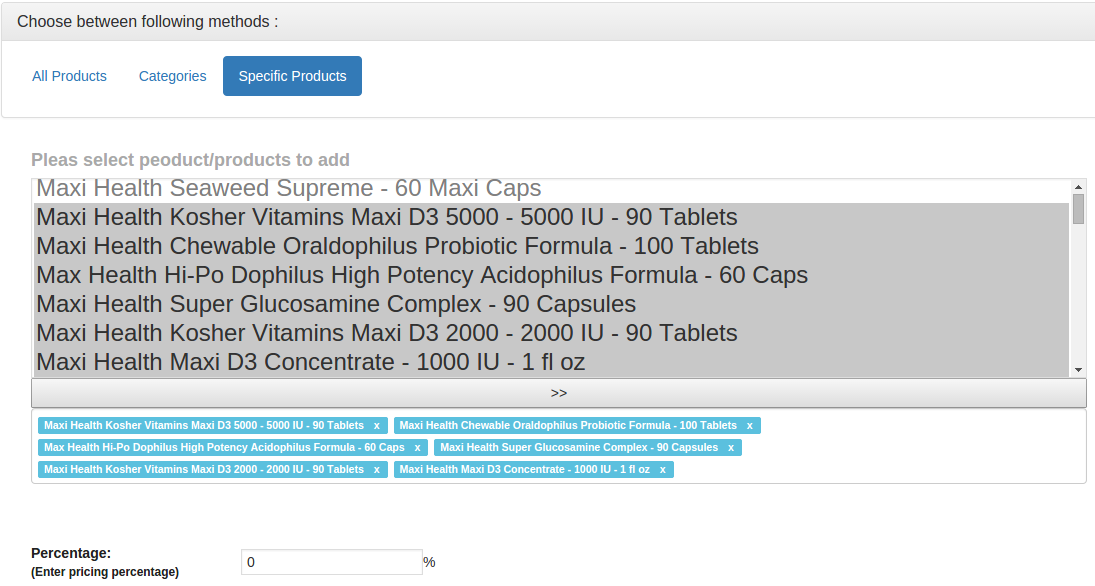 Choose between following methods :
All Products Categories Specific Products
Pleas select peoduct/products to add
Maxi Health Seaweed Supreme - 60 Maxi Caps
Maxi Health Kosher Vitamins Maxi D3 5000 - 5000 IU - 90 Tablets
Maxi Health Chewable Oraldophilus Probiotic Formula - 100 Tablets
Max Health Hi-Po Dophilus High Potency Acidophilus Formula - 60 Caps
Maxi Health Super Glucosamine Complex - 90 Capsules
Maxi Health Kosher Vitamins Maxi D3 2000 - 2000 IU - 90 Tablets
Maxi Health Maxi D3 Concentrate - 1000 IU - 1 fl oz
>>
Maxi Health Kosher Vitamins Maxi D3 5000 - 5000 IU - 90 Tablets x Maxi Health Chewable Oraldophilus Probiotic Formula - 100 Tablets x
Max Health Hi-Po Dophilus High Potency Acidophilus Formula - 60 Caps x Maxi Health Super Glucosamine Complex - 90 Capsules x
Maxi Health Kosher Vitamins Maxi D3 2000 - 2000 IU - 90 Tablets x Maxi Health Maxi D3 Concentrate - 1000 IU - 1 fl oz x
Percentage: 0 %
(Enter pricing percentage)